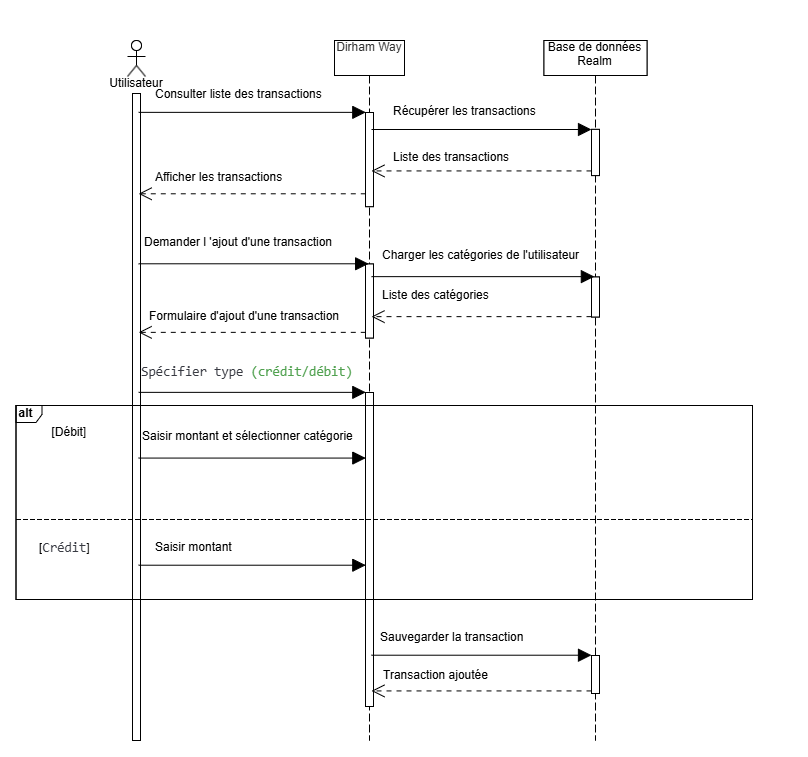 Dirham Way
Base de données
Realm
Utilisateur
Consulter liste des transactions
Récupérer les transactions
Liste des transactions
Afficher les transactions
Demander l 'ajout d'une transaction
Charger les catégories de l'utilisateur
Liste des catégories
Formulaire d'ajout d'une transaction
Spécifier type (crédit/débit)
alt
[Débit]
Saisir montant et sélectionner catégorie
[Crédit]
Saisir montant
Sauvegarder la transaction
Transaction ajoutée